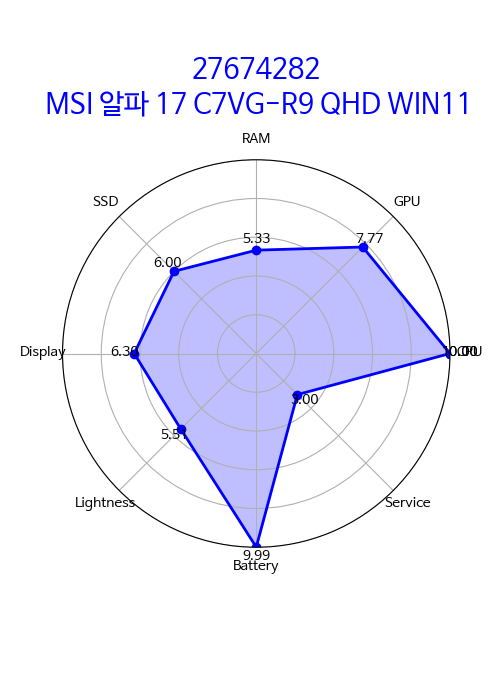 27674282
MSI 알파 17 C7VG-R9 QHD WIN11
RAM
SSD
GPU
5.33
7.77
6.00
Display
6.30
10.00
CPU
3.00
5.51
Lightness
Service
9.99
Battery